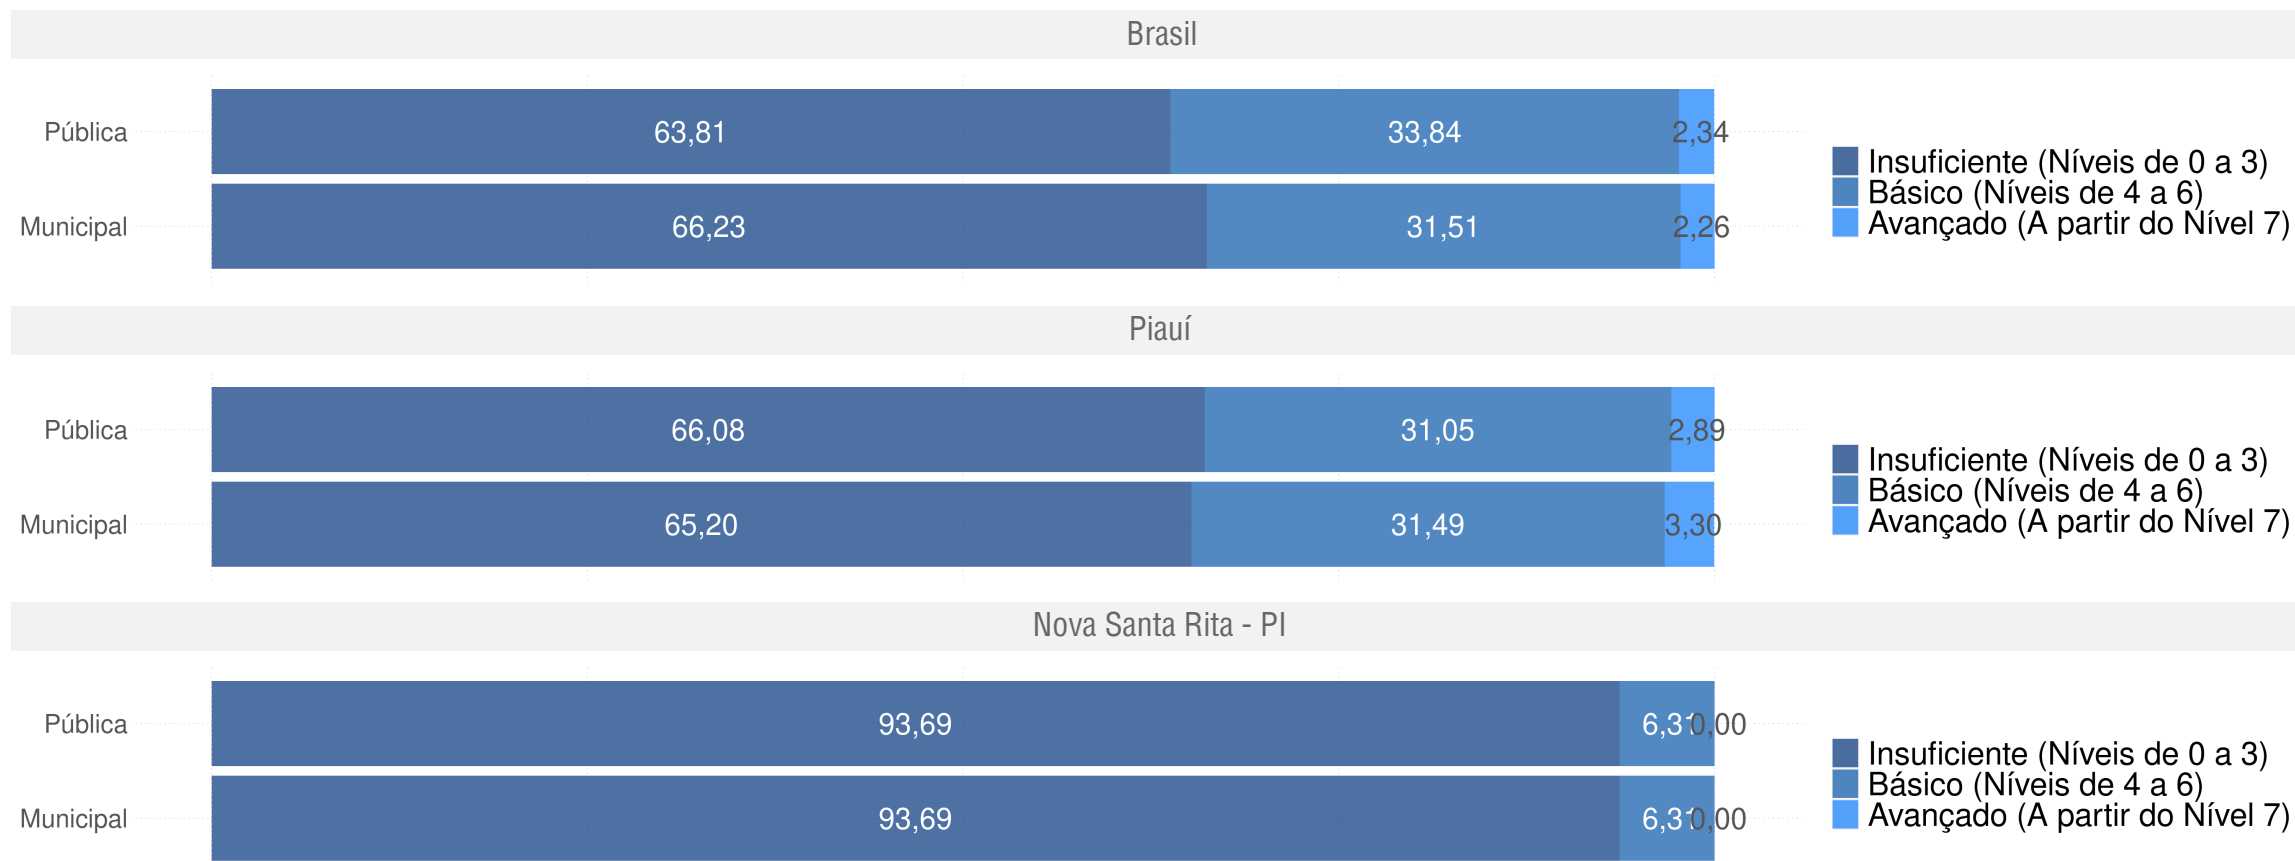 Brasil
Pública 63,81 33,84 2,34
Municipal 66,23 31,51 2,26
Insuficiente (Níveis de 0 a 3)
Básico (Níveis de 4 a 6)
Avançado (A partir do Nível 7)
Piauí
Pública 66,08 31,05 2,89
Municipal 65,20 31,49 3,30
Insuficiente (Níveis de 0 a 3)
Básico (Níveis de 4 a 6)
Avançado (A partir do Nível 7)
Nova Santa Rita - PI
Pública 93,69 6,31 0,00
Municipal 93,69 6,31 0,00
Insuficiente (Níveis de 0 a 3)
Básico (Níveis de 4 a 6)
Avançado (A partir do Nível 7)